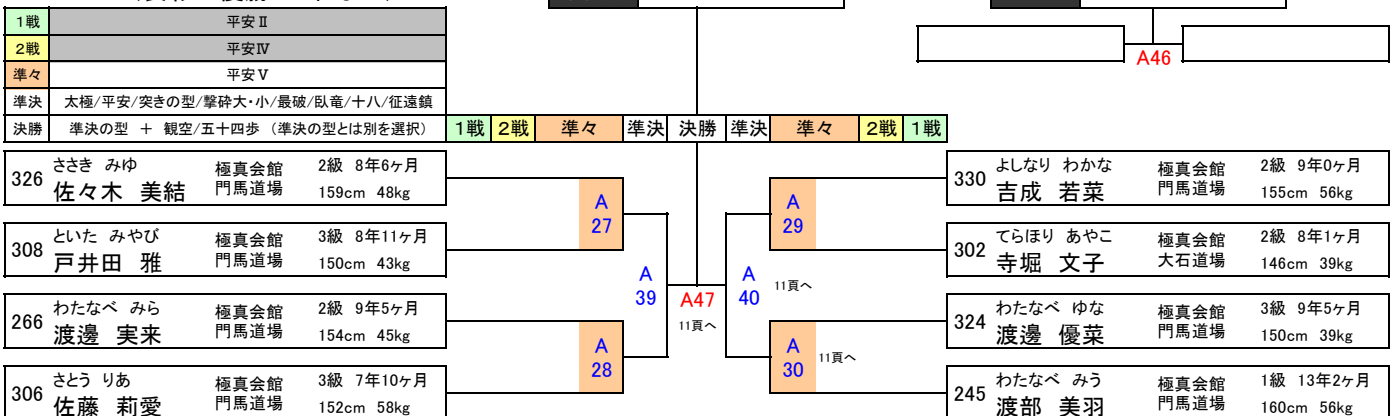 1戦 平安Ⅱ
2戦 平安Ⅳ
準々 平安Ⅴ
準決 太極/平安/突きの型/撃砕大・小/最破/臥竜/十八/征遠鎮
決勝 準決の型 + 観空/五十四歩 (準決の型とは別を選択)
1戦 2戦 準々 準決 決勝 準決 準々 2戦 1戦
A46
326 ささき みゆ 佐々木 美結 極真会館 門馬道場 2級 8年6ヶ月 159cm 48kg
308 といた みやび 戸井田 雅 極真会館 門馬道場 3級 8年11ヶ月 150cm 43kg
266 わたなべ みら 渡邊 実来 極真会館 門馬道場 2級 9年5ヶ月 154cm 45kg
306 さとう りあ 佐藤 莉愛 極真会館 門馬道場 3級 7年10ヶ月 152cm 58kg
A 27
A 28
A 39
A47
11頁へ
A 40
11頁へ
A 29
A 30
11頁へ
330 よしなり わかな 吉成 若菜 極真会館 門馬道場 2級 9年0ヶ月 155cm 56kg
302 てらほり あやこ 寺堀 文子 極真会館 大石道場 2級 8年1ヶ月 146cm 39kg
324 わたなべ ゆな 渡邊 優菜 極真会館 門馬道場 3級 9年5ヶ月 150cm 39kg
245 わたなべ みう 渡部 美羽 極真会館 門馬道場 1級 13年2ヶ月 160cm 56kg